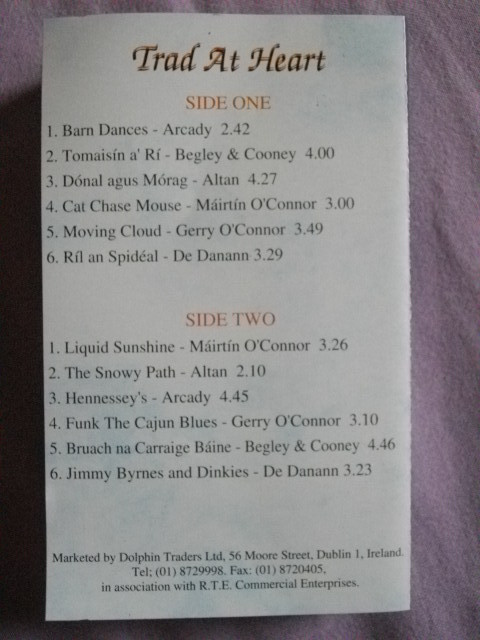 Trad At Heart
SIDE ONE
1. Barn Dances - Arcady 2.42
2. Tomaisín a' Rí - Begley & Cooney 4.00
3. Dónal agus Mórag - Altan 4.27
4. Cat Chase Mouse - Máirtín O'Connor 3.00
5. Moving Cloud - Gerry O'Connor 3.49
6. Ríl an Spidéal - De Danann 3.29
SIDE TWO
1. Liquid Sunshine - Máirtín O'Connor 3.26
2. The Snowy Path - Altan 2.10
3. Hennessey's - Arcady 4.45
4. Funk The Cajun Blues - Gerry O'Connor 3.10
5. Bruach na Carraige Báine - Begley & Cooney 4.46
6. Jimmy Byrnes and Dinkies - De Danann 3.23
Marketed by Dolphin Traders Ltd, 56 Moore Street, Dublin 1, Ireland.
Tel; (01) 8729998. Fax: (01) 8720405,
in association with R.T.E. Commercial Enterprises.